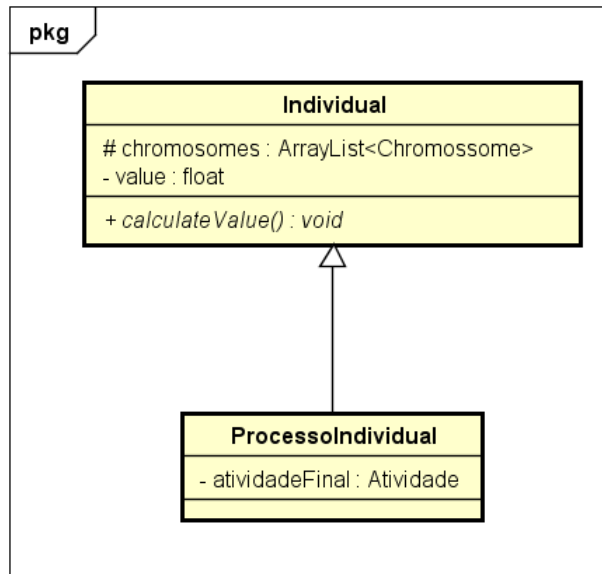 pkg
Individual
# chromosomes : ArrayList<Chromossome>
- value : float
+ calculateValue() : void
ProcessoIndividual
- atividadeFinal : Atividade